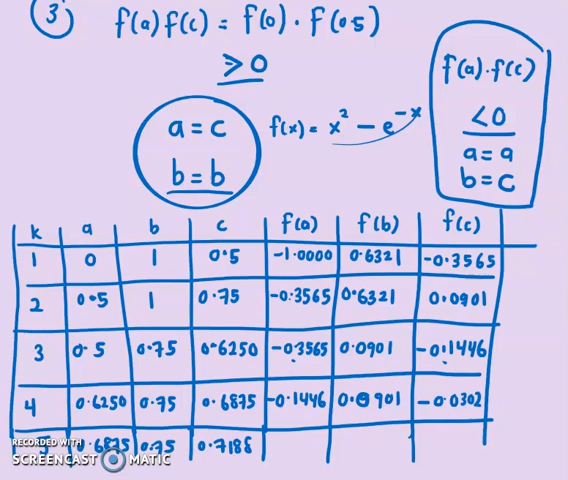 3 f(a)f(c) = f(0) · f(0.5)
≥ 0
f(a)·f(c)
< 0
a = a
b = c
a = c
b = b
f(x) = x² − e^−x
k a b c f(a) f(b) f(c)
1 0 1 0.5 -1.0000 0.6321 -0.3565
2 0.5 1 0.75 -0.3565 0.6321 0.0901
3 0.5 0.75 0.6250 -0.3565 0.0901 -0.1446
4 0.6250 0.75 0.6875 -0.1446 0.0901 -0.0302
0.6875 0.75
RECORDED WITH
SCREENCAST MATIC